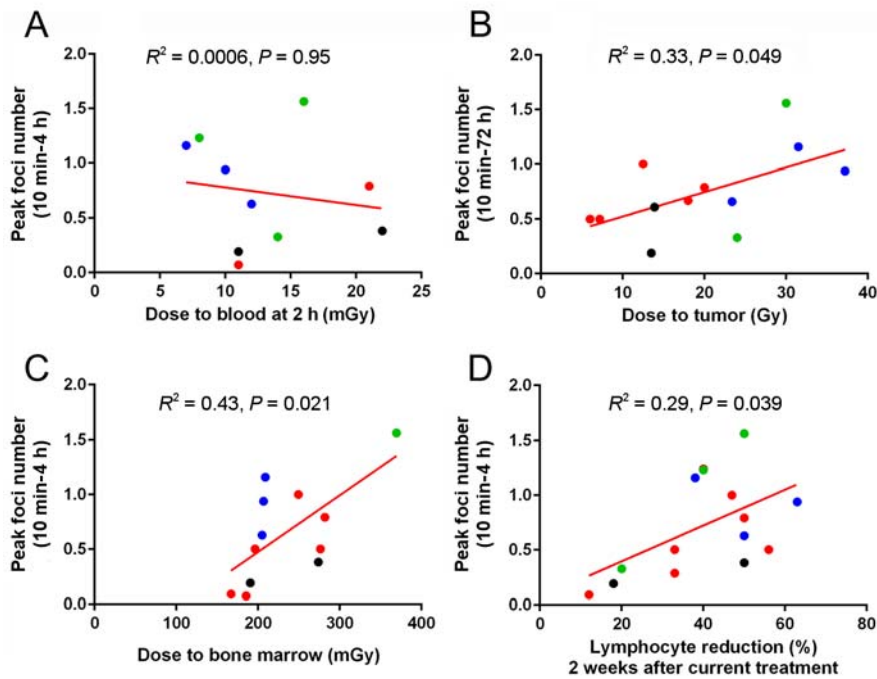 A
R² = 0.0006, P = 0.95
Peak foci number
(10 min-4 h)
2.0
1.5
1.0
0.5
0.0
0 5 10 15 20 25
Dose to blood at 2 h (mGy)
B
R² = 0.33, P = 0.049
Peak foci number
(10 min-72 h)
2.0
1.5
1.0
0.5
0.0
0 10 20 30 40
Dose to tumor (Gy)
C
R² = 0.43, P = 0.021
Peak foci number
(10 min-4 h)
2.0
1.5
1.0
0.5
0.0
0 100 200 300 400
Dose to bone marrow (mGy)
D
R² = 0.29, P = 0.039
Peak foci number
(10 min-4 h)
2.0
1.5
1.0
0.5
0.0
0 20 40 60 80
Lymphocyte reduction (%)
2 weeks after current treatment